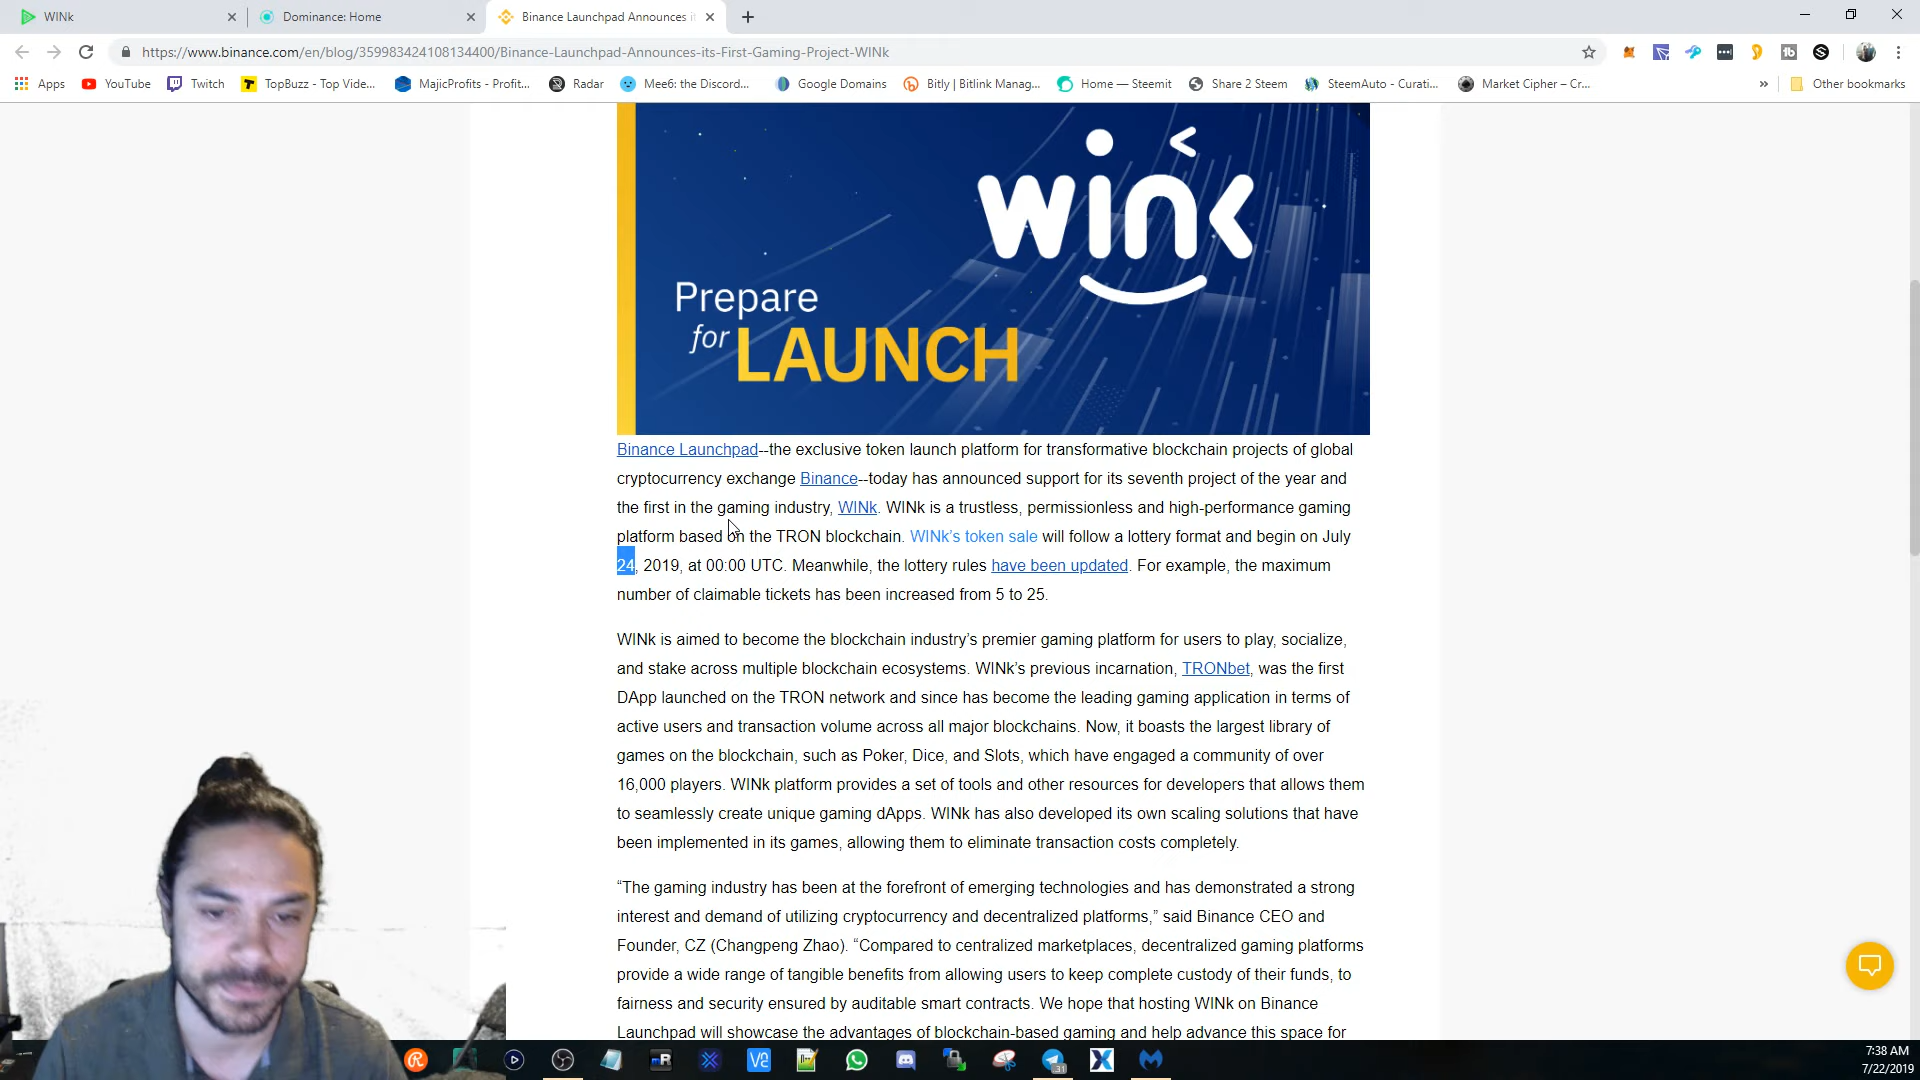 WINk
Dominance: Home
Binance Launchpad Announces it
https://www.binance.com/en/blog/359983424108134400/Binance-Launchpad-Announces-its-First-Gaming-Project-WINk
Apps
YouTube
Twitch
TopBuzz - Top Vide...
MajicProfits - Profit...
Radar
Mee6: the Discord...
Google Domains
Bitly | Bitlink Manag...
Home — Steemit
Share 2 Steem
SteemAuto - Curati...
Market Cipher – Cr...
»
Other bookmarks
wink
Prepare
for LAUNCH
Binance Launchpad--the exclusive token launch platform for transformative blockchain projects of global
cryptocurrency exchange Binance--today has announced support for its seventh project of the year and
the first in the gaming industry, WINk. WINk is a trustless, permissionless and high-performance gaming
platform based on the TRON blockchain. WINk’s token sale will follow a lottery format and begin on July
24, 2019, at 00:00 UTC. Meanwhile, the lottery rules have been updated. For example, the maximum
number of claimable tickets has been increased from 5 to 25.
WINk is aimed to become the blockchain industry’s premier gaming platform for users to play, socialize,
and stake across multiple blockchain ecosystems. WINk’s previous incarnation, TRONbet, was the first
DApp launched on the TRON network and since has become the leading gaming application in terms of
active users and transaction volume across all major blockchains. Now, it boasts the largest library of
games on the blockchain, such as Poker, Dice, and Slots, which have engaged a community of over
16,000 players. WINk platform provides a set of tools and other resources for developers that allows them
to seamlessly create unique gaming dApps. WINk has also developed its own scaling solutions that have
been implemented in its games, allowing them to eliminate transaction costs completely.
“The gaming industry has been at the forefront of emerging technologies and has demonstrated a strong
interest and demand of utilizing cryptocurrency and decentralized platforms,” said Binance CEO and
Founder, CZ (Changpeng Zhao). “Compared to centralized marketplaces, decentralized gaming platforms
provide a wide range of tangible benefits from allowing users to keep complete custody of their funds, to
fairness and security ensured by auditable smart contracts. We hope that hosting WINk on Binance
Launchpad will showcase the advantages of blockchain-based gaming and help advance this space for
7:38 AM
7/22/2019